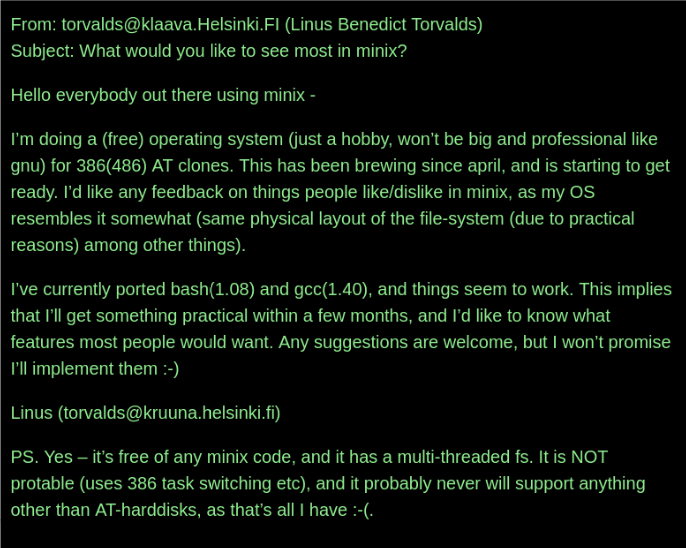 From: torvalds@klaava.Helsinki.FI (Linus Benedict Torvalds)
Subject: What would you like to see most in minix?
Hello everybody out there using minix -
I’m doing a (free) operating system (just a hobby, won’t be big and professional like
gnu) for 386(486) AT clones. This has been brewing since april, and is starting to get
ready. I’d like any feedback on things people like/dislike in minix, as my OS
resembles it somewhat (same physical layout of the file-system (due to practical
reasons) among other things).
I’ve currently ported bash(1.08) and gcc(1.40), and things seem to work. This implies
that I’ll get something practical within a few months, and I’d like to know what
features most people would want. Any suggestions are welcome, but I won’t promise
I’ll implement them :-)
Linus (torvalds@kruuna.helsinki.fi)
PS. Yes – it’s free of any minix code, and it has a multi-threaded fs. It is NOT
protable (uses 386 task switching etc), and it probably never will support anything
other than AT-harddisks, as that’s all I have :-(.